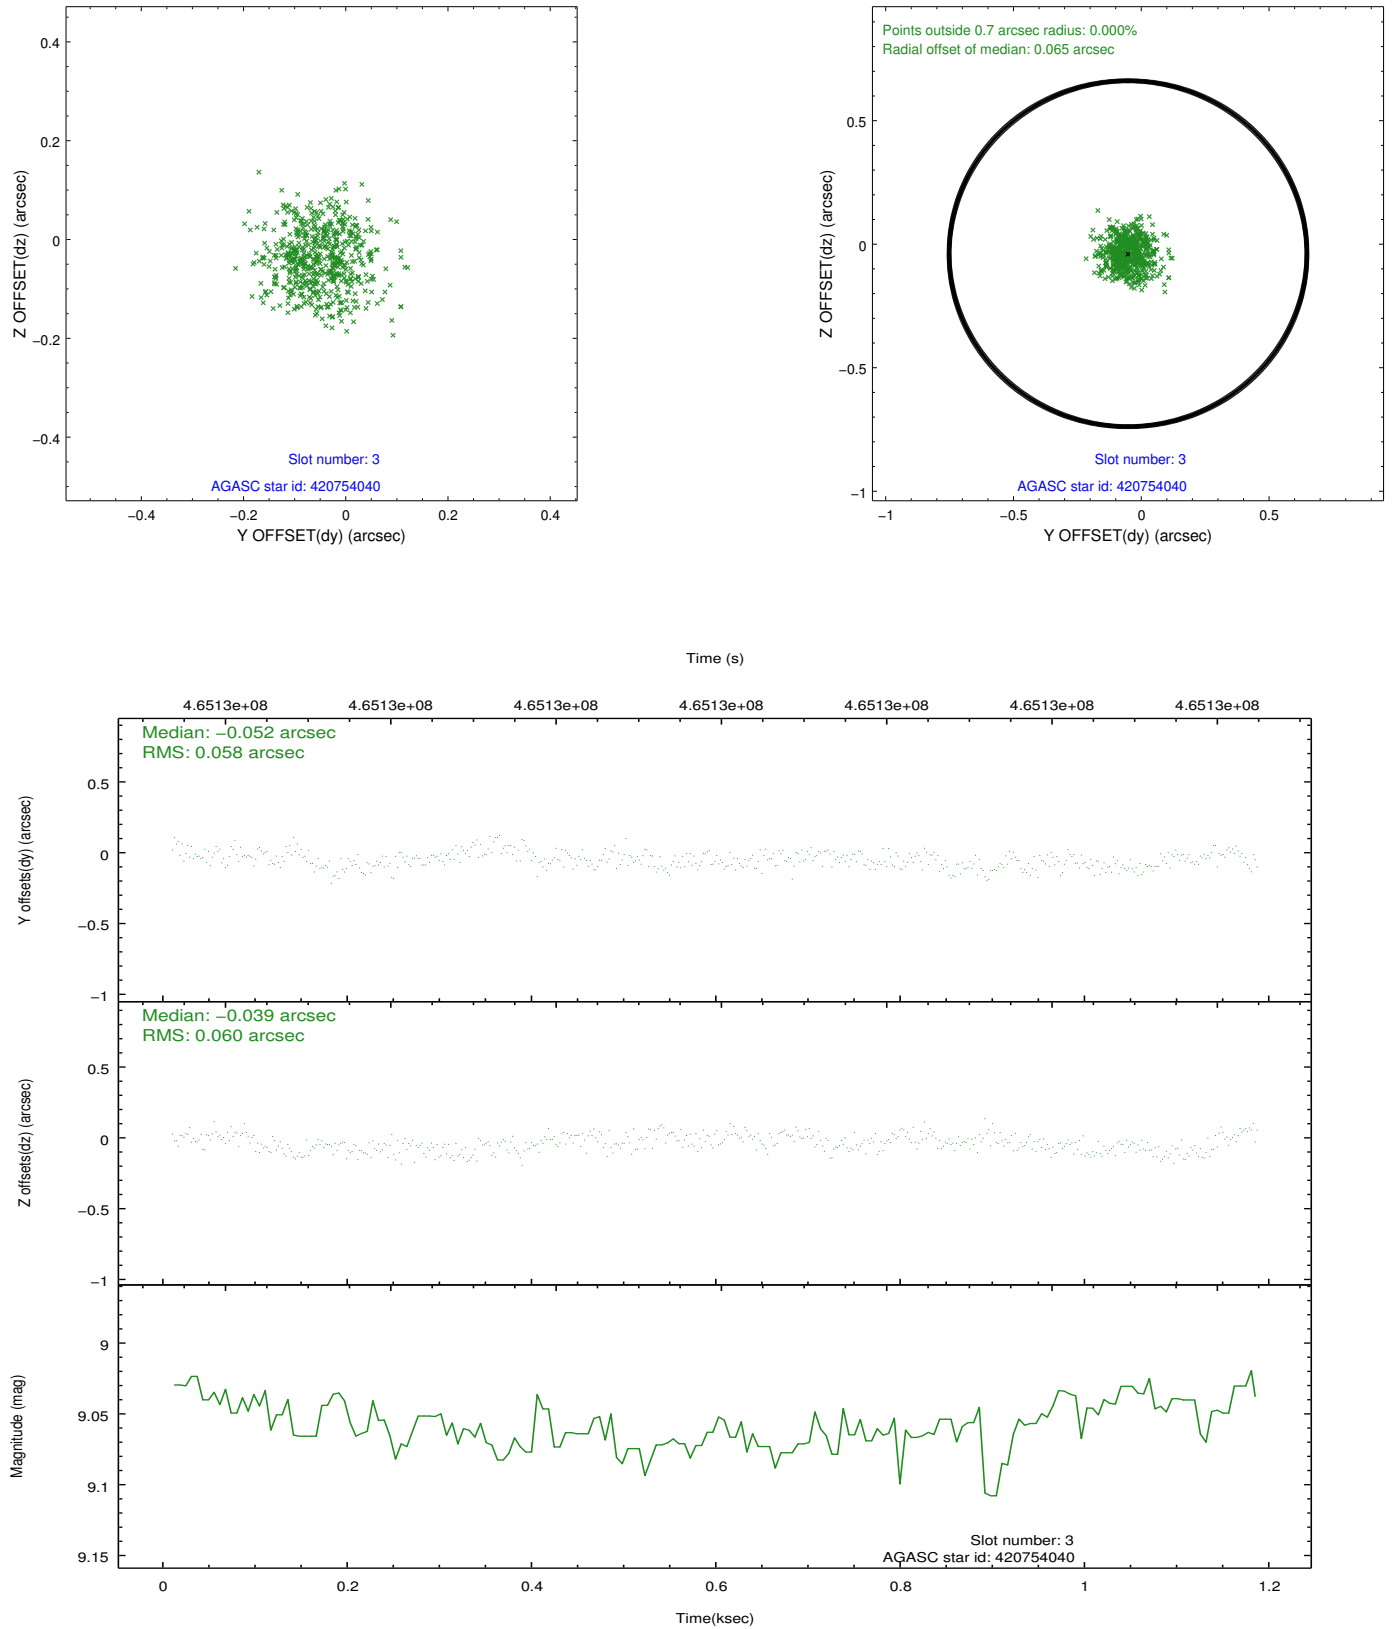 0.4
0.2
0
−0.2
−0.4
Z OFFSET(dz) (arcsec)
Slot number: 3
AGASC star id: 420754040
−0.4
−0.2
0
0.2
0.4
Y OFFSET(dy) (arcsec)
Points outside 0.7 arcsec radius: 0.000%
Radial offset of median: 0.065 arcsec
0.5
0
−0.5
−1
Z OFFSET(dz) (arcsec)
Slot number: 3
AGASC star id: 420754040
−1
−0.5
0
0.5
Y OFFSET(dy) (arcsec)
Time (s)
4.6513e+08
4.6513e+08
4.6513e+08
4.6513e+08
4.6513e+08
4.6513e+08
4.6513e+08
Median: −0.052 arcsec
RMS: 0.058 arcsec
0.5
0
−0.5
−1
Y offsets(dy) (arcsec)
Median: −0.039 arcsec
RMS: 0.060 arcsec
0.5
0
−0.5
−1
Z offsets(dz) (arcsec)
9
9.05
9.1
9.15
Magnitude (mag)
Slot number: 3
AGASC star id: 420754040
0
0.2
0.4
0.6
0.8
1
1.2
Time(ksec)